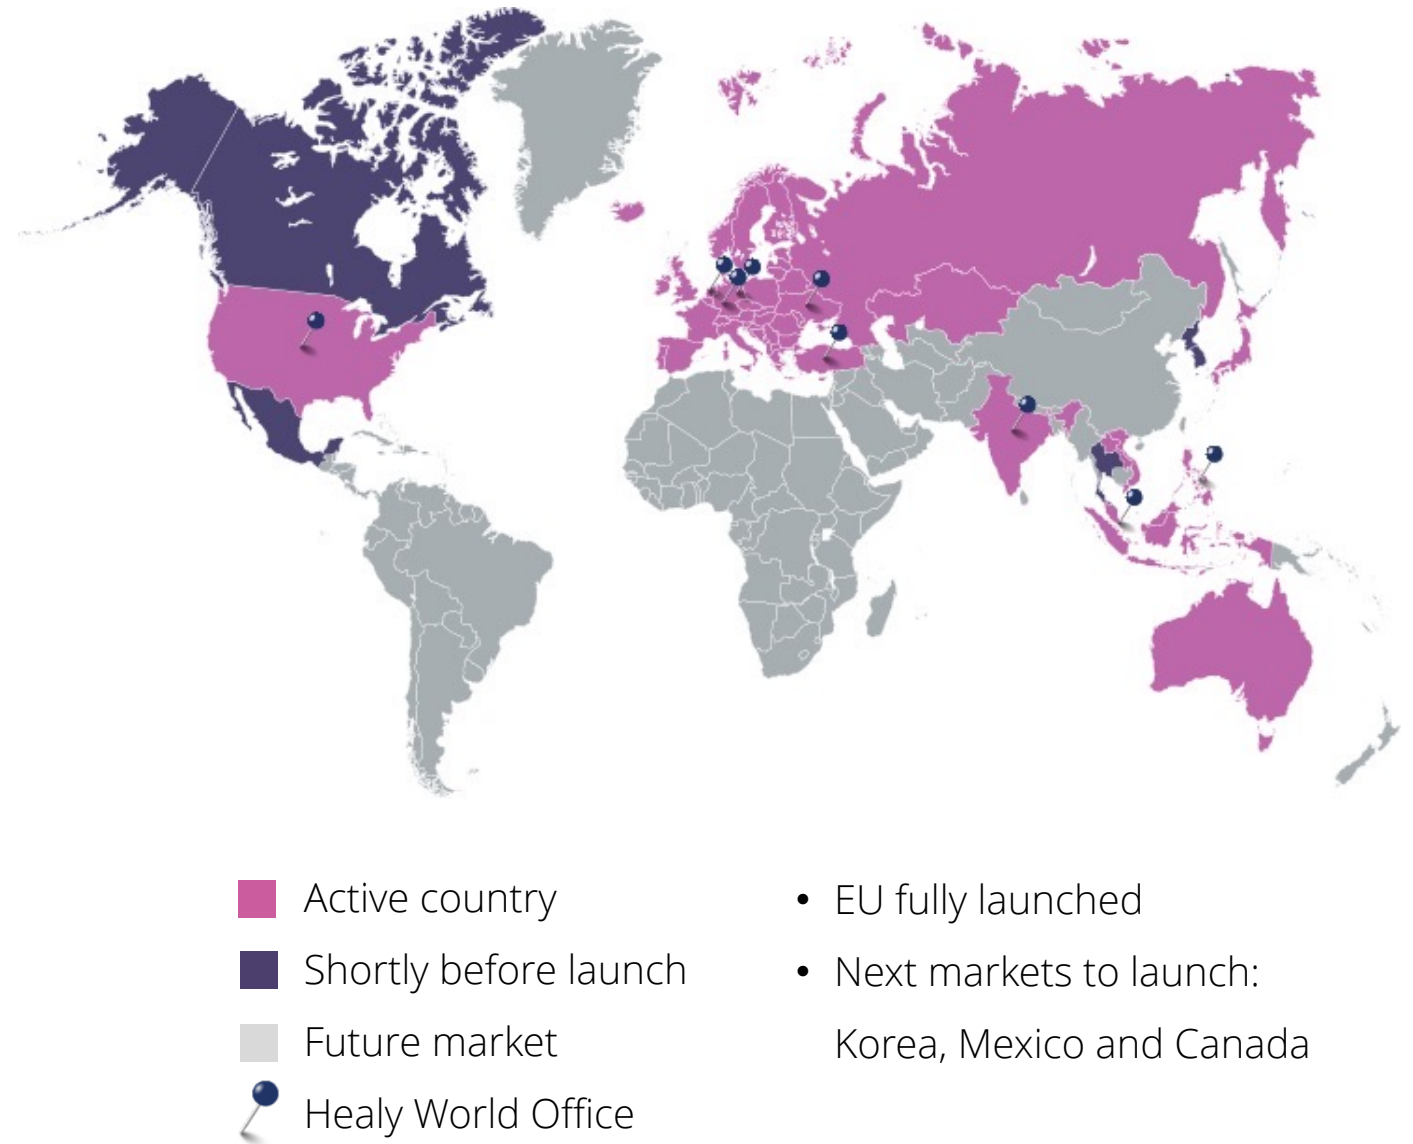 Active country
Shortly before launch
Future market
Healy World Office
• EU fully launched
• Next markets to launch:
Korea, Mexico and Canada